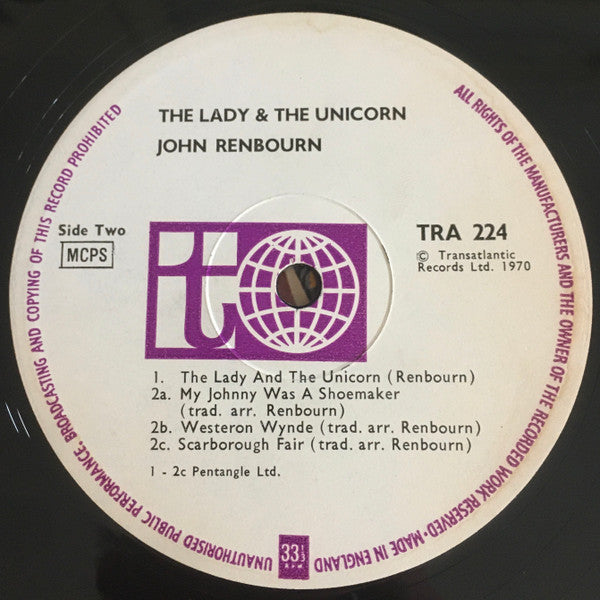 THE LADY & THE UNICORN
JOHN RENBOURN
Side Two
MCPS
TRA 224
© Transatlantic
Records Ltd. 1970
it
1. The Lady And The Unicorn (Renbourn)
2a. My Johnny Was A Shoemaker
(trad. arr. Renbourn)
2b. Westeron Wynde (trad. arr. Renbourn)
2c. Scarborough Fair (trad. arr. Renbourn)
1 - 2c Pentangle Ltd.
ALL RIGHTS OF THE MANUFACTURERS AND THE OWNER OF THE RECORDED WORK RESERVED · MADE IN ENGLAND
33⅓ RPM
UNAUTHORISED PUBLIC PERFORMANCE, BROADCASTING AND COPYING OF THIS RECORD PROHIBITED